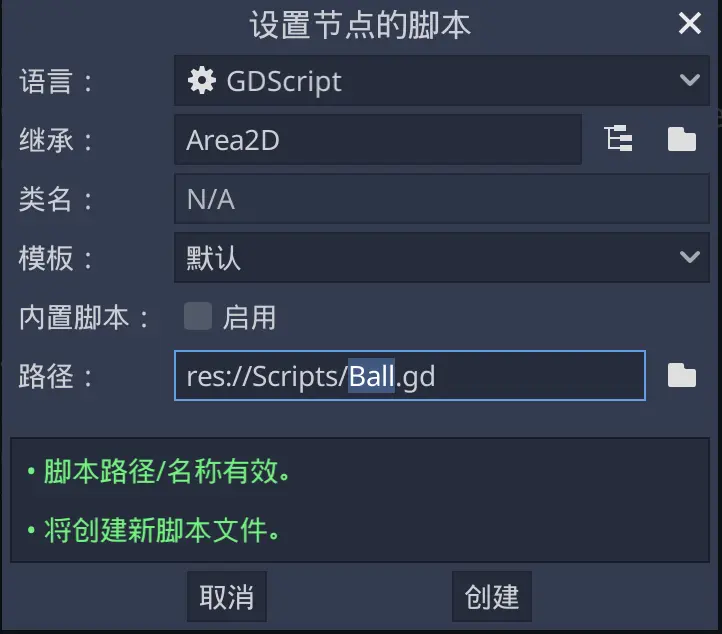 设置节点的脚本
语言： GDScript
继承： Area2D
类名： N/A
模板： 默认
内置脚本： 启用
路径： res://Scripts/Ball.gd
• 脚本路径/名称有效。
• 将创建新脚本文件。
取消 创建